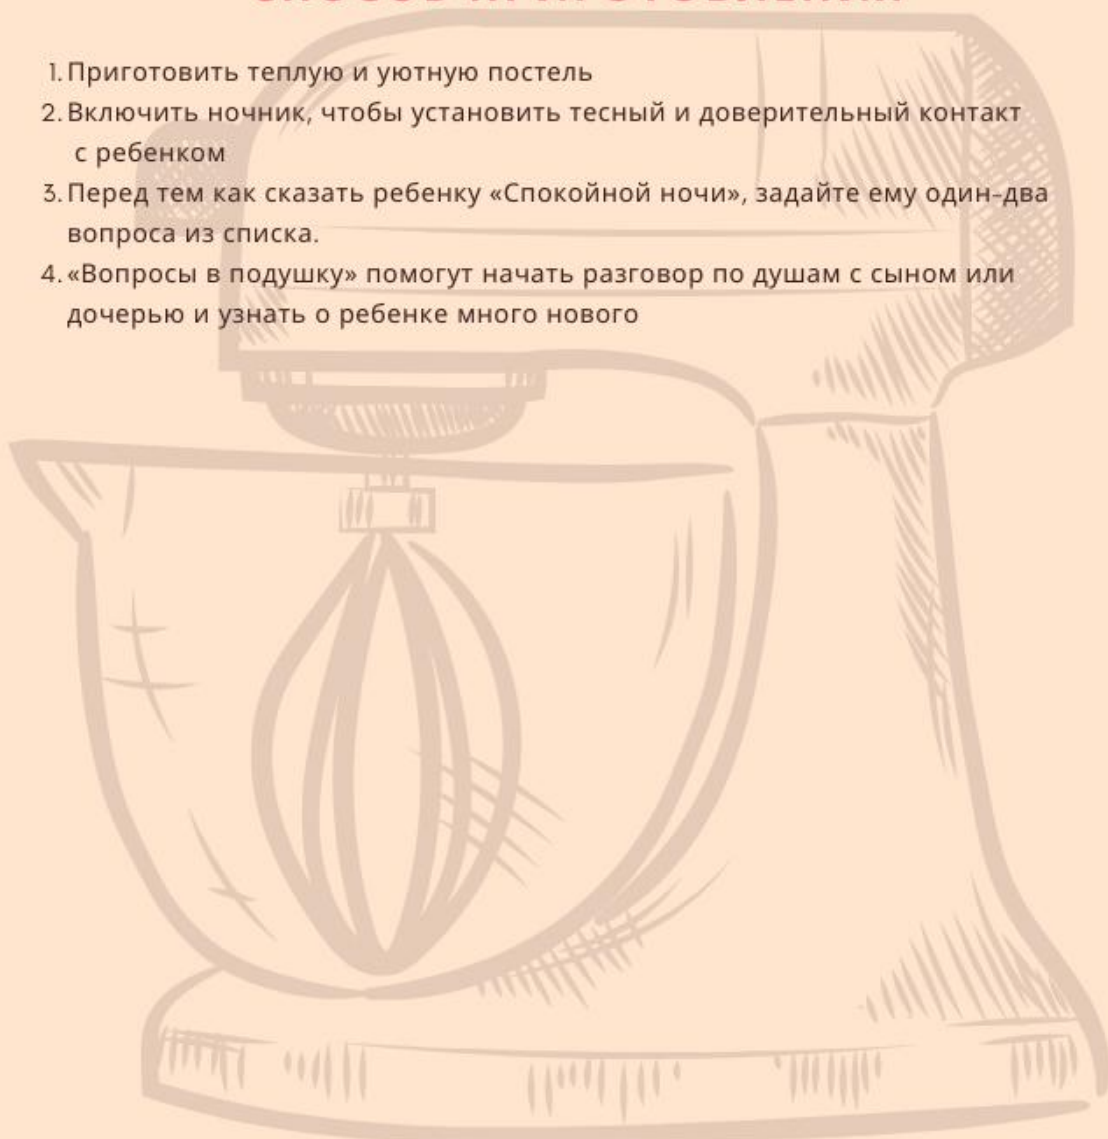 1. Приготовить теплую и уютную постель
2. Включить ночник, чтобы установить тесный и доверительный контакт
с ребенком
3. Перед тем как сказать ребенку «Спокойной ночи», задайте ему один-два
вопроса из списка.
4. «Вопросы в подушку» помогут начать разговор по душам с сыном или
дочерью и узнать о ребенке много нового